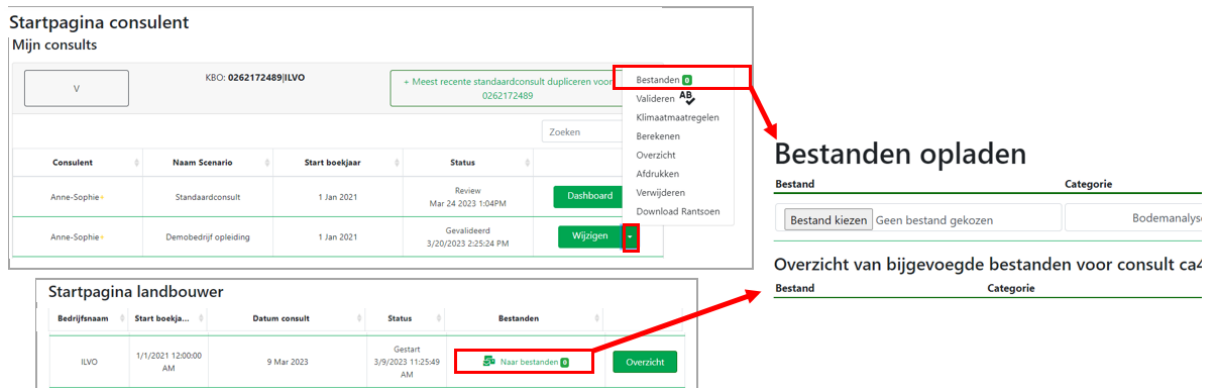 Startpagina consulent
Mijn consults
V
KBO: 0262172489|ILVO
+ Meest recente standaardconsult dupliceren voor
0262172489
Bestanden 0
Valideren AB
Klimaatmaatregelen
Berekenen
Overzicht
Afdrukken
Verwijderen
Download Rantsoen
Zoeken
Consulent Naam Scenario Start boekjaar Status
Anne-Sophie Standaardconsult 1 Jan 2021 Review
Mar 24 2023 1:04PM Dashboard
Anne-Sophie Demobedrijf opleiding 1 Jan 2021 Gevalideerd
3/20/2023 2:25:24 PM Wijzigen
Bestanden opladen
Bestand Categorie
Bestand kiezen Geen bestand gekozen Bodemanalys
Overzicht van bijgevoegde bestanden voor consult ca4
Bestand Categorie
Startpagina landbouwer
Bedrijfsnaam Start boekja... Datum consult Status Bestanden
ILVO 1/1/2021 12:00:00
AM 9 Mar 2023 Gestart
3/9/2023 11:25:49
AM Naar bestanden 0 Overzicht